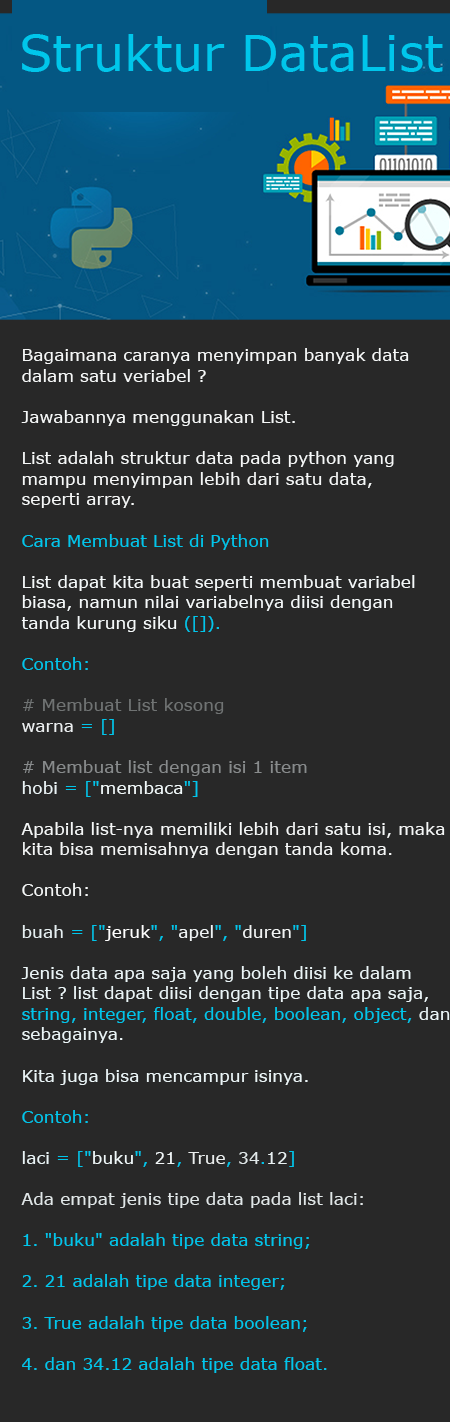 Struktur DataList
01101010
Bagaimana caranya menyimpan banyak data
dalam satu veriabel ?
Jawabannya menggunakan List.
List adalah struktur data pada python yang
mampu menyimpan lebih dari satu data,
seperti array.
Cara Membuat List di Python
List dapat kita buat seperti membuat variabel
biasa, namun nilai variabelnya diisi dengan
tanda kurung siku ([]).
Contoh:
# Membuat List kosong
warna = []
# Membuat list dengan isi 1 item
hobi = ["membaca"]
Apabila list-nya memiliki lebih dari satu isi, maka
kita bisa memisahnya dengan tanda koma.
Contoh:
buah = ["jeruk", "apel", "duren"]
Jenis data apa saja yang boleh diisi ke dalam
List ? list dapat diisi dengan tipe data apa saja,
string, integer, float, double, boolean, object, dan
sebagainya.
Kita juga bisa mencampur isinya.
Contoh:
laci = ["buku", 21, True, 34.12]
Ada empat jenis tipe data pada list laci:
1. "buku" adalah tipe data string;
2. 21 adalah tipe data integer;
3. True adalah tipe data boolean;
4. dan 34.12 adalah tipe data float.